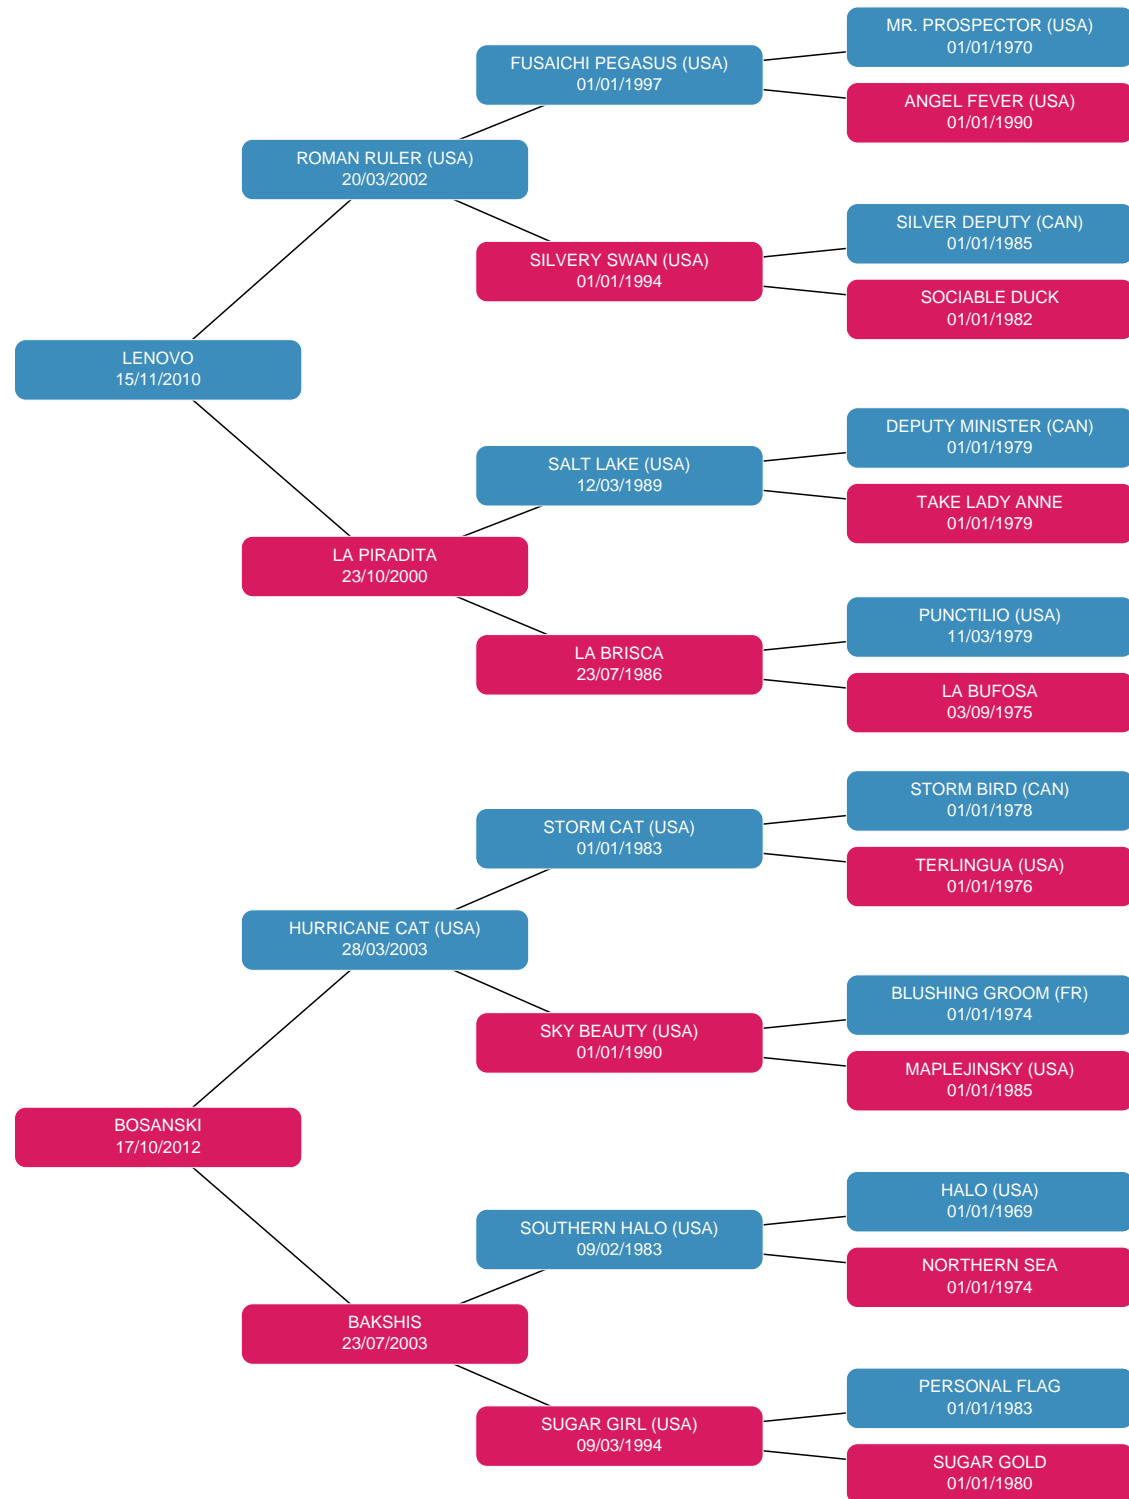 MR. PROSPECTOR (USA)
01/01/1970
FUSAICHI PEGASUS (USA)
01/01/1997
ANGEL FEVER (USA)
01/01/1990
ROMAN RULER (USA)
20/03/2002
SILVER DEPUTY (CAN)
01/01/1985
SILVERY SWAN (USA)
01/01/1994
SOCIABLE DUCK
01/01/1982
LENOVO
15/11/2010
DEPUTY MINISTER (CAN)
01/01/1979
SALT LAKE (USA)
12/03/1989
TAKE LADY ANNE
01/01/1979
LA PIRADITA
23/10/2000
PUNCTILIO (USA)
11/03/1979
LA BRISCA
23/07/1986
LA BUFOSA
03/09/1975
STORM BIRD (CAN)
01/01/1978
STORM CAT (USA)
01/01/1983
TERLINGUA (USA)
01/01/1976
HURRICANE CAT (USA)
28/03/2003
BLUSHING GROOM (FR)
01/01/1974
SKY BEAUTY (USA)
01/01/1990
MAPLEJINSKY (USA)
01/01/1985
BOSANSKI
17/10/2012
HALO (USA)
01/01/1969
SOUTHERN HALO (USA)
09/02/1983
NORTHERN SEA
01/01/1974
BAKSHIS
23/07/2003
PERSONAL FLAG
01/01/1983
SUGAR GIRL (USA)
09/03/1994
SUGAR GOLD
01/01/1980